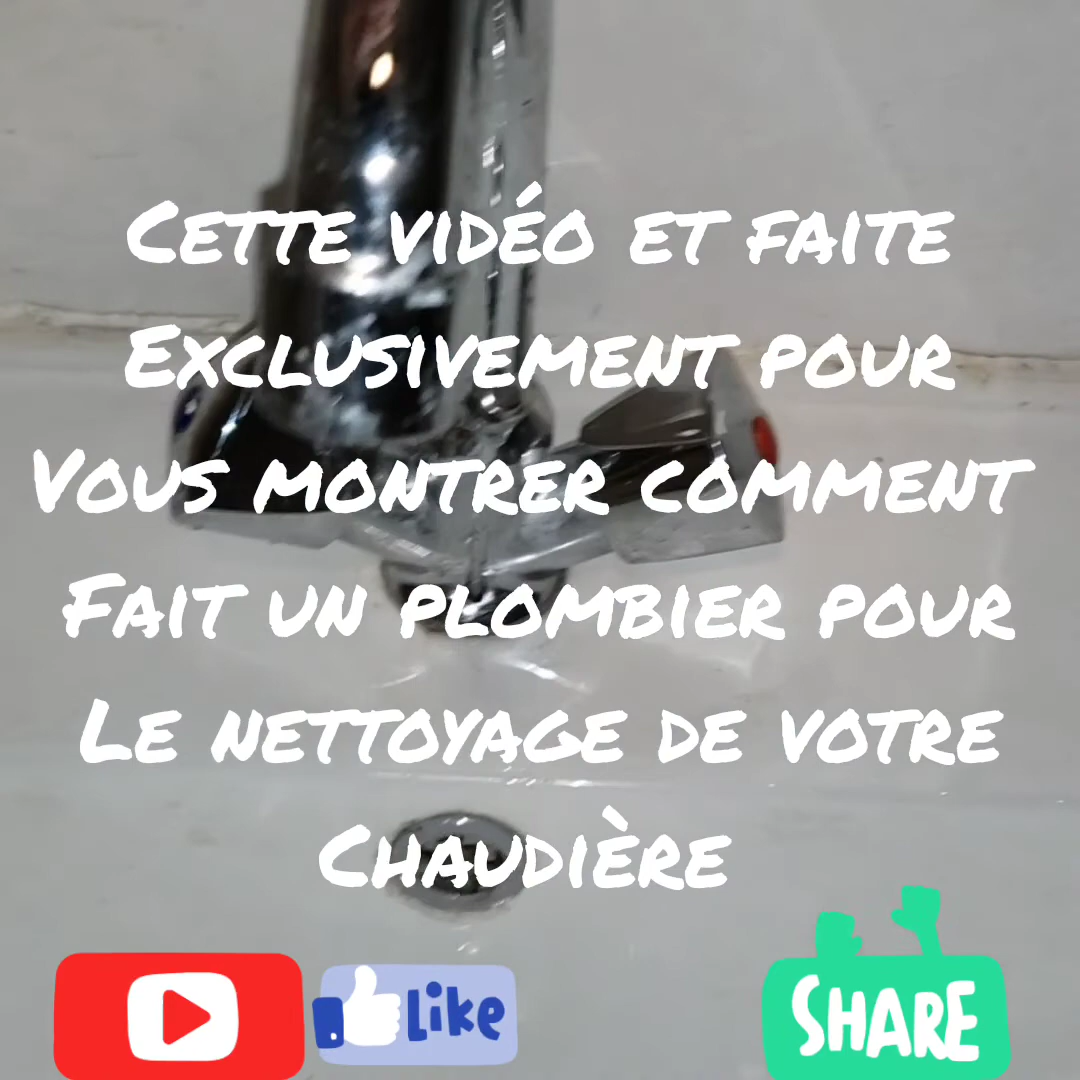 Cette vidéo et faite
Exclusivement pour
Vous montrer comment
Fait un plombier pour
Le nettoyage de votre
Chaudière
Like
SHARE